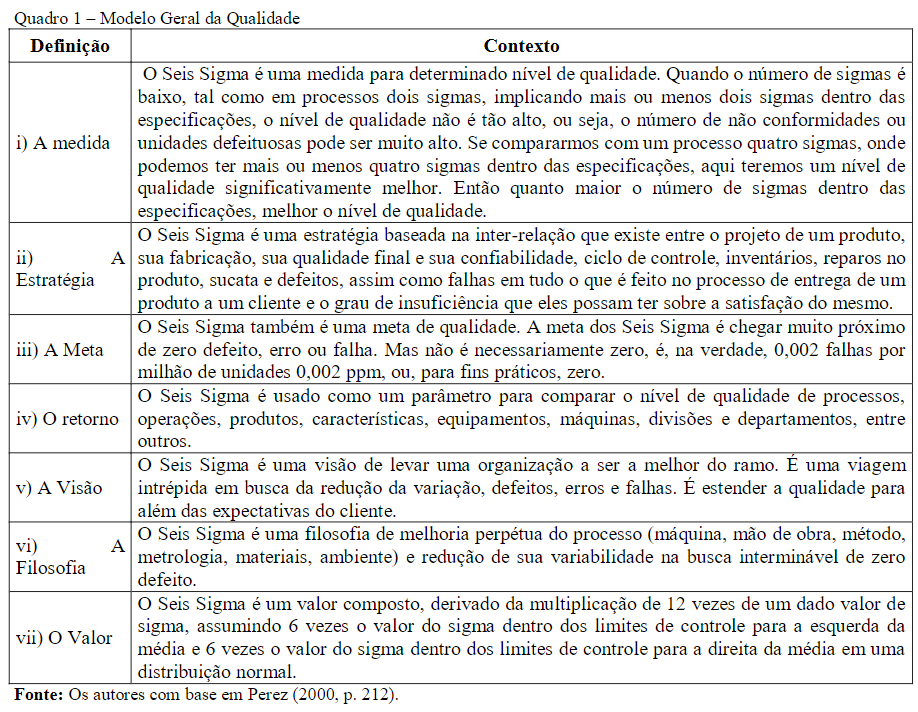 Quadro 1 – Modelo Geral da Qualidade
Definição
Contexto
i) A medida
O Seis Sigma é uma medida para determinado nível de qualidade. Quando o número de sigmas é
baixo, tal como em processos dois sigmas, implicando mais ou menos dois sigmas dentro das
especificações, o nível de qualidade não é tão alto, ou seja, o número de não conformidades ou
unidades defeituosas pode ser muito alto. Se compararmos com um processo quatro sigmas, onde
podemos ter mais ou menos quatro sigmas dentro das especificações, aqui teremos um nível de
qualidade significativamente melhor. Então quanto maior o número de sigmas dentro das
especificações, melhor o nível de qualidade.
ii) A
Estratégia
O Seis Sigma é uma estratégia baseada na inter-relação que existe entre o projeto de um produto,
sua fabricação, sua qualidade final e sua confiabilidade, ciclo de controle, inventários, reparos no
produto, sucata e defeitos, assim como falhas em tudo o que é feito no processo de entrega de um
produto a um cliente e o grau de insuficiência que eles possam ter sobre a satisfação do mesmo.
iii) A Meta
O Seis Sigma também é uma meta de qualidade. A meta dos Seis Sigma é chegar muito próximo
de zero defeito, erro ou falha. Mas não é necessariamente zero, é, na verdade, 0,002 falhas por
milhão de unidades 0,002 ppm, ou, para fins práticos, zero.
iv) O retorno
O Seis Sigma é usado como um parâmetro para comparar o nível de qualidade de processos,
operações, produtos, características, equipamentos, máquinas, divisões e departamentos, entre
outros.
v) A Visão
O Seis Sigma é uma visão de levar uma organização a ser a melhor do ramo. É uma viagem
intrépida em busca da redução da variação, defeitos, erros e falhas. É estender a qualidade para
além das expectativas do cliente.
vi) A
Filosofia
O Seis Sigma é uma filosofia de melhoria perpétua do processo (máquina, mão de obra, método,
metrologia, materiais, ambiente) e redução de sua variabilidade na busca interminável de zero
defeito.
vii) O Valor
O Seis Sigma é um valor composto, derivado da multiplicação de 12 vezes de um dado valor de
sigma, assumindo 6 vezes o valor do sigma dentro dos limites de controle para a esquerda da
média e 6 vezes o valor do sigma dentro dos limites de controle para a direita da média em uma
distribuição normal.
Fonte: Os autores com base em Perez (2000, p. 212).